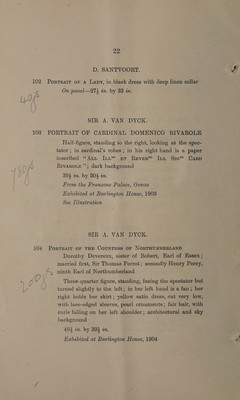 22
D. SANTVOORT.
102 PORTRAIT OF A LADY, in black dress with deep linen collar
On panel—27½ in. by 23 in.
40gs
SIR A. VAN DYCK.
103 PORTRAIT OF CARDINAL DOMENICO RIVAROLE
Half-figure, standing to the right, looking at the spec-
tator; in cardinal's robes; in his right hand is a paper
inscribed "ALL ILLmo ET REVERmo ILL SIGre CARD
RIVAROLE"; dark background
39½ in. by 30½ in.
From the Franzone Palace, Genoa
Exhibited at Burlington House, 1903
See Illustration
SIR A. VAN DYCK.
104 PORTRAIT OF THE COUNTESS OF NORTHUMBERLAND
200gs
Dorothy Devereux, sister of Robert, Earl of Essex;
married first, Sir Thomas Perrot; secondly Henry Percy,
ninth Earl of Northumberland
Three-quarter figure, standing, facing the spectator but
turned slightly to the left; in her left hand is a fan; her
right holds her skirt; yellow satin dress, cut very low,
with lace-edged sleeves, pearl ornaments; fair hair, with
curls falling on her left shoulder; architectural and sky
background
49½ in. by 39½ in.
Exhibited at Burlington House, 1904